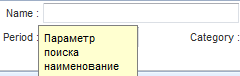 Name :
Period :
Параметр
поиска
наименование
Category :